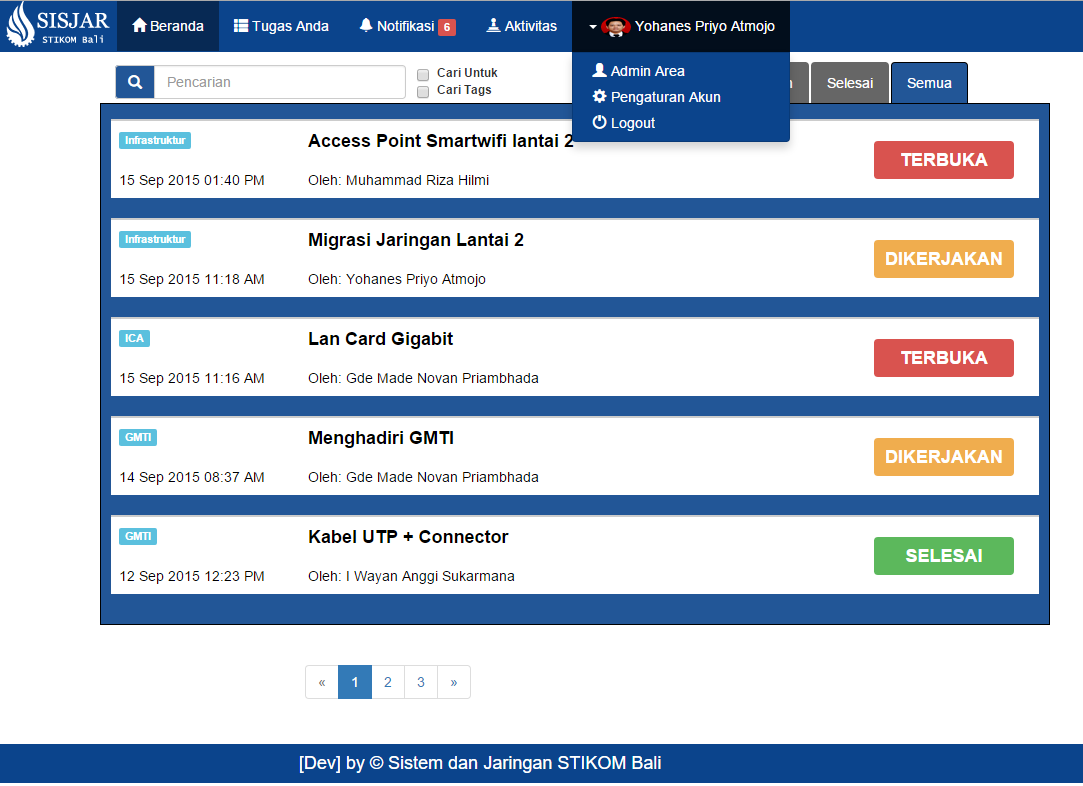 SISJAR
STIKOM Bali
Beranda
Tugas Anda
Notifikasi 6
Aktivitas
Yohanes Priyo Atmojo
Admin Area
Pengaturan Akun
Logout
Pencarian
Cari Untuk
Cari Tags
Selesai
Semua
Infrastruktur
Access Point Smartwifi lantai 2
15 Sep 2015 01:40 PM
Oleh: Muhammad Riza Hilmi
TERBUKA
Infrastruktur
Migrasi Jaringan Lantai 2
15 Sep 2015 11:18 AM
Oleh: Yohanes Priyo Atmojo
DIKERJAKAN
ICA
Lan Card Gigabit
15 Sep 2015 11:16 AM
Oleh: Gde Made Novan Priambhada
TERBUKA
GMTI
Menghadiri GMTI
14 Sep 2015 08:37 AM
Oleh: Gde Made Novan Priambhada
DIKERJAKAN
GMTI
Kabel UTP + Connector
12 Sep 2015 12:23 PM
Oleh: I Wayan Anggi Sukarmana
SELESAI
« 1 2 3 »
[Dev] by © Sistem dan Jaringan STIKOM Bali